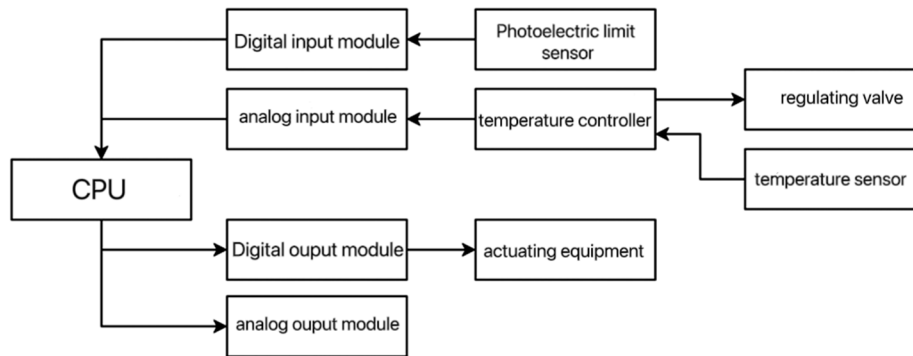 Digital input module
Photoelectric limit
sensor
analog input module
temperature controller
regulating valve
temperature sensor
CPU
Digital ouput module
actuating equipment
analog ouput module